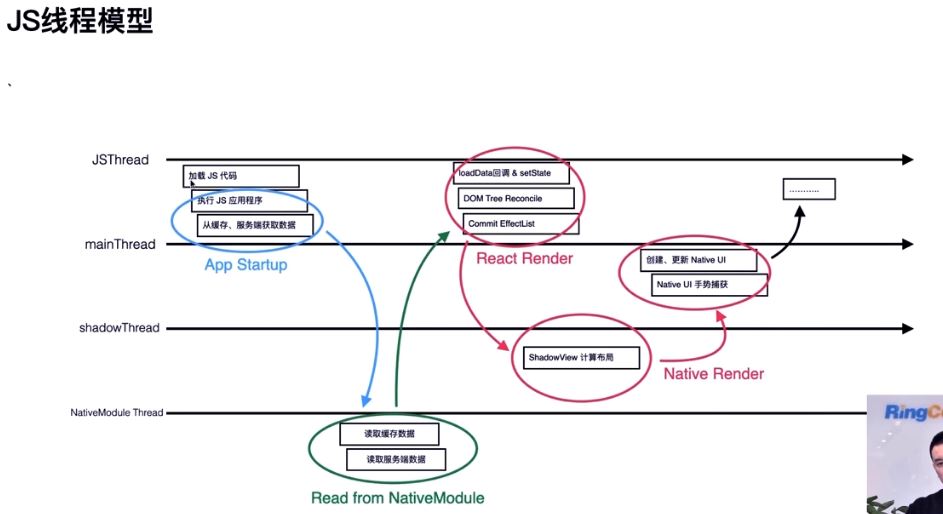 JS线程模型
、
JSThread
加载 JS 代码
执行 JS 应用程序
从缓存、服务端获取数据
App Startup
loadData回调 & setState
DOM Tree Reconcile
Commit EffectList
React Render
...........
mainThread
创建、更新 Native UI
Native UI 手势捕获
shadowThread
ShadowView 计算布局
Native Render
NativeModule Thread
读取缓存数据
读取服务端数据
Read from NativeModule